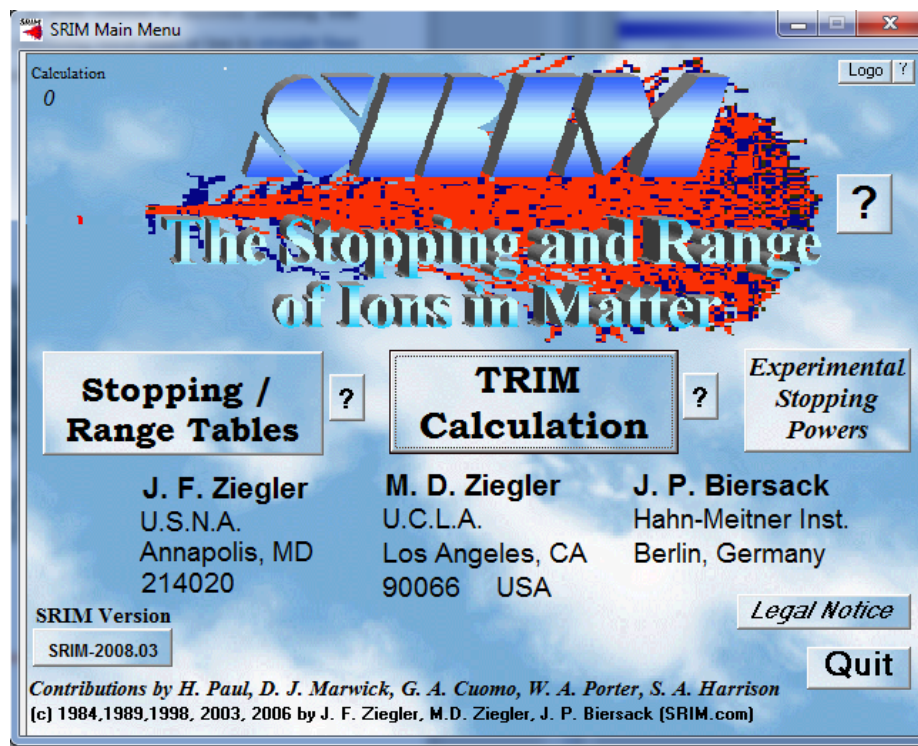 SRIM Main Menu
Calculation
0
Logo ?
SRIM
?
The Stopping and Range
of Ions in Matter
Stopping /
Range Tables
?
TRIM
Calculation
?
Experimental
Stopping
Powers
J. F. Ziegler
U.S.N.A.
Annapolis, MD
214020
M. D. Ziegler
U.C.L.A.
Los Angeles, CA
90066 USA
J. P. Biersack
Hahn-Meitner Inst.
Berlin, Germany
SRIM Version
SRIM-2008.03
Legal Notice
Quit
Contributions by H. Paul, D. J. Marwick, G. A. Cuomo, W. A. Porter, S. A. Harrison
(c) 1984,1989,1998, 2003, 2006 by J. F. Ziegler, M.D. Ziegler, J. P. Biersack (SRIM.com)